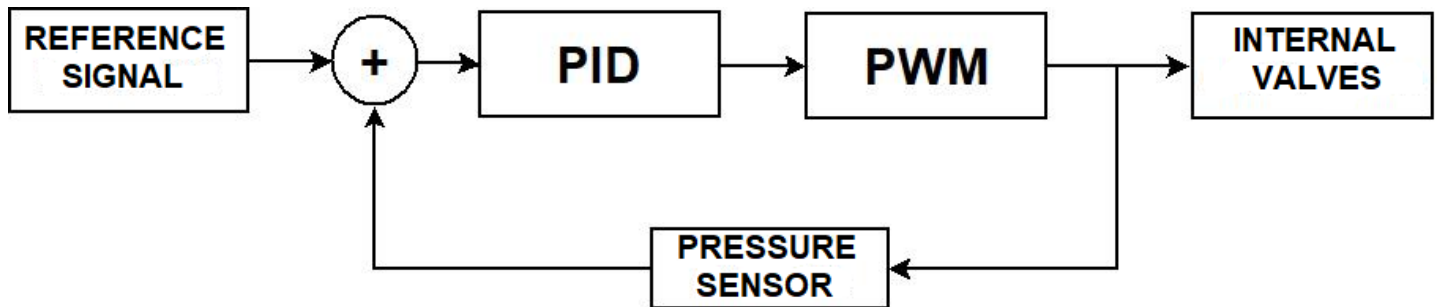 REFERENCE
SIGNAL
+
PID
PWM
INTERNAL
VALVES
PRESSURE
SENSOR